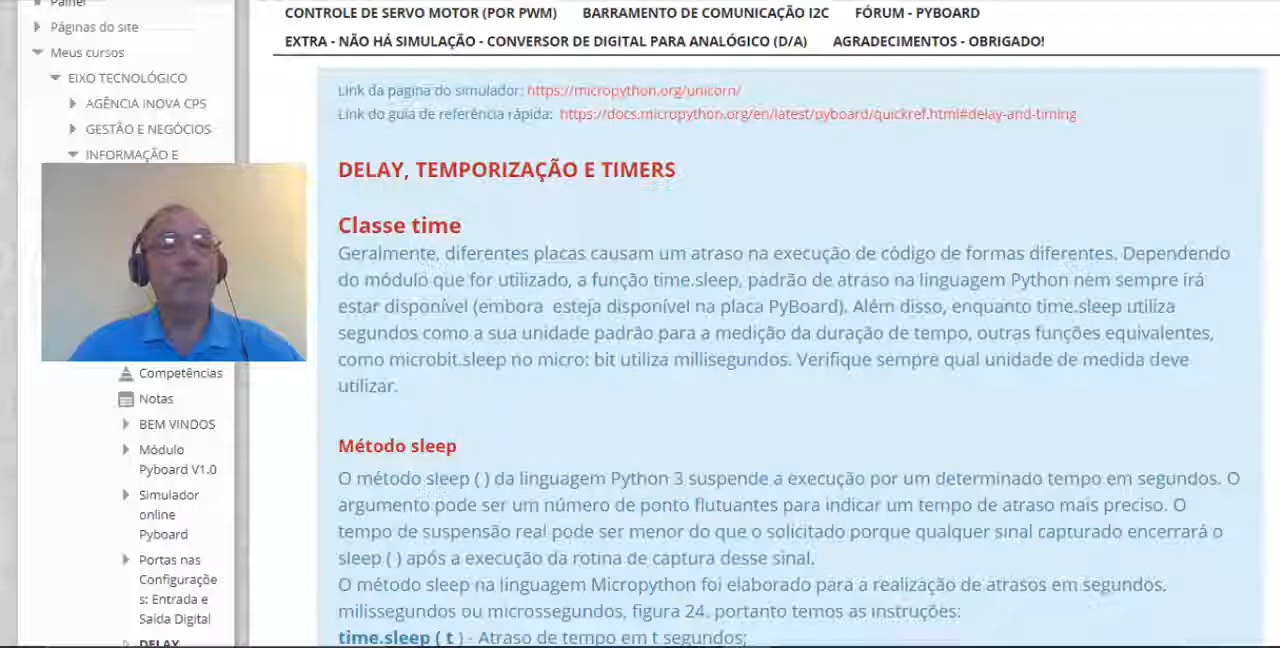 Painel
Páginas do site
Meus cursos
EIXO TECNOLÓGICO
AGÊNCIA INOVA CPS
GESTÃO E NEGÓCIOS
INFORMAÇÃO E
Competências
Notas
BEM VINDOS
Módulo
Pyboard V1.0
Simulador
online
Pyboard
Portas nas
Configuraçõe
s: Entrada e
Saída Digital
DELAY
CONTROLE DE SERVO MOTOR (POR PWM) BARRAMENTO DE COMUNICAÇÃO I2C FÓRUM - PYBOARD
EXTRA - NÃO HÁ SIMULAÇÃO - CONVERSOR DE DIGITAL PARA ANALÓGICO (D/A) AGRADECIMENTOS - OBRIGADO!
Link da pagina do simulador: https://micropython.org/unicorn/
Link do guia de referência rápida: https://docs.micropython.org/en/latest/pyboard/quickref.html#delay-and-timing
DELAY, TEMPORIZAÇÃO E TIMERS
Classe time
Geralmente, diferentes placas causam um atraso na execução de código de formas diferentes. Dependendo
do módulo que for utilizado, a função time.sleep, padrão de atraso na linguagem Python nem sempre irá
estar disponível (embora esteja disponível na placa PyBoard). Além disso, enquanto time.sleep utiliza
segundos como a sua unidade padrão para a medição da duração de tempo, outras funções equivalentes,
como microbit.sleep no micro: bit utiliza millisegundos. Verifique sempre qual unidade de medida deve
utilizar.
Método sleep
O método sleep ( ) da linguagem Python 3 suspende a execução por um determinado tempo em segundos. O
argumento pode ser um número de ponto flutuantes para indicar um tempo de atraso mais preciso. O
tempo de suspensão real pode ser menor do que o solicitado porque qualquer sinal capturado encerrará o
sleep ( ) após a execução da rotina de captura desse sinal.
O método sleep na linguagem Micropython foi elaborado para a realização de atrasos em segundos,
milissegundos ou microssegundos, figura 24, portanto temos as instruções:
time.sleep ( t ) - Atraso de tempo em t segundos;